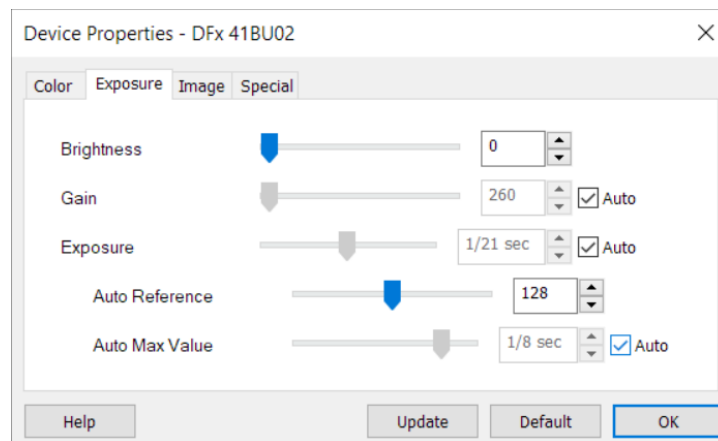 Device Properties - DFx 41BU02
Color Exposure Image Special
Brightness 0
Gain 260 Auto
Exposure 1/21 sec Auto
Auto Reference 128
Auto Max Value 1/8 sec Auto
Help Update Default OK